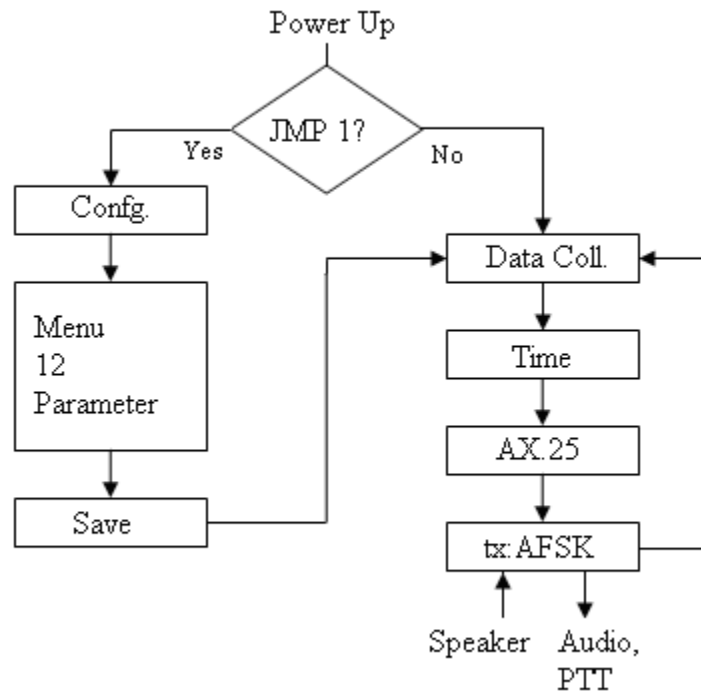 Power Up
JMP 1?
Yes
No
Confg.
Data Coll.
Menu
12
Parameter
Time
AX.25
Save
tx:AFSK
Speaker
Audio,
PTT